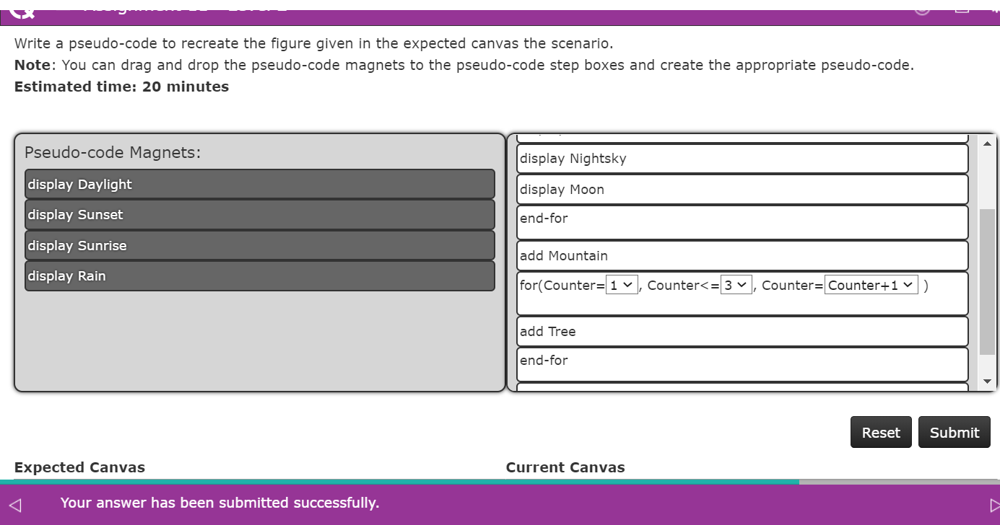 Write a pseudo-code to recreate the figure given in the expected canvas the scenario.
Note: You can drag and drop the pseudo-code magnets to the pseudo-code step boxes and create the appropriate pseudo-code.
Estimated time: 20 minutes
Pseudo-code Magnets:
display Daylight
display Sunset
display Sunrise
display Rain
display Nightsky
display Moon
end-for
add Mountain
for(Counter= 1 , Counter<= 3 , Counter= Counter+1 )
add Tree
end-for
Reset
Submit
Expected Canvas
Current Canvas
Your answer has been submitted successfully.